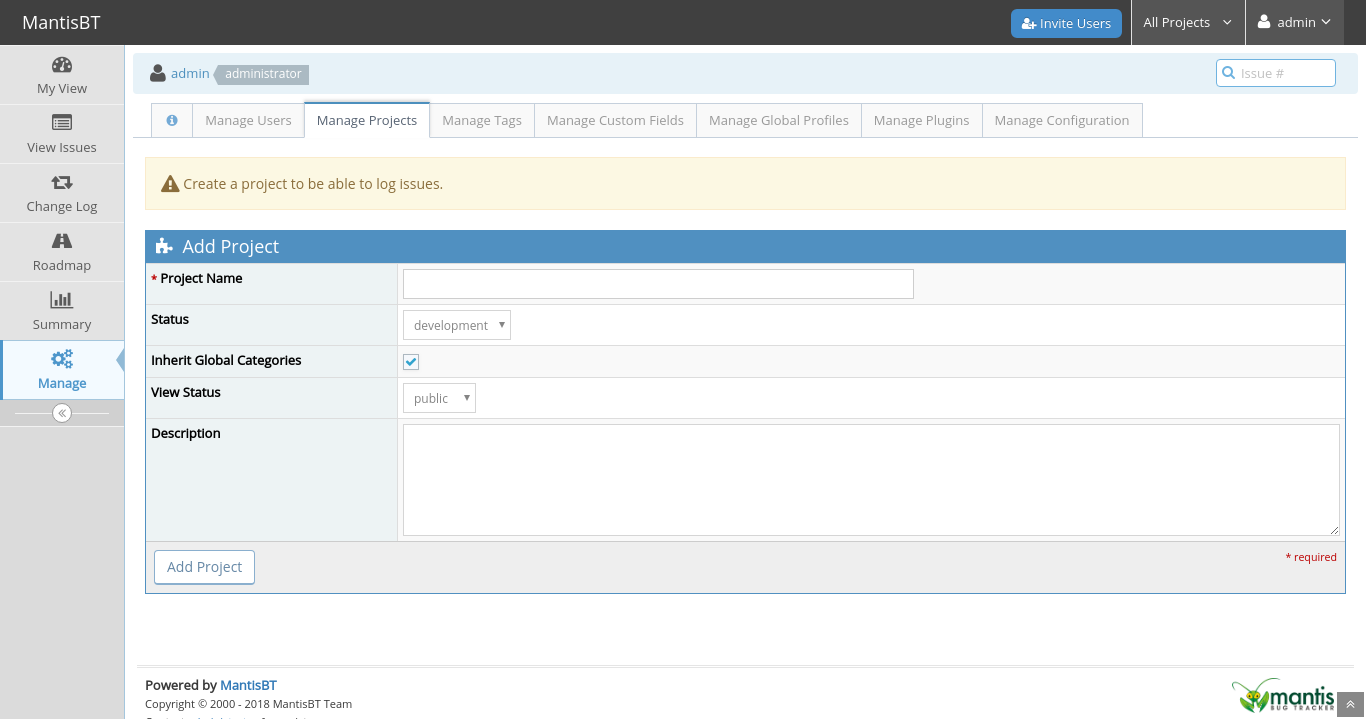 MantisBT
Invite Users
All Projects
admin
My View
View Issues
Change Log
Roadmap
Summary
Manage
admin
administrator
Issue #
Manage Users
Manage Projects
Manage Tags
Manage Custom Fields
Manage Global Profiles
Manage Plugins
Manage Configuration
Create a project to be able to log issues.
Add Project
* Project Name
Status
development
Inherit Global Categories
View Status
public
Description
Add Project
* required
Powered by MantisBT
Copyright © 2000 - 2018 MantisBT Team
mantis
BUG TRACKER